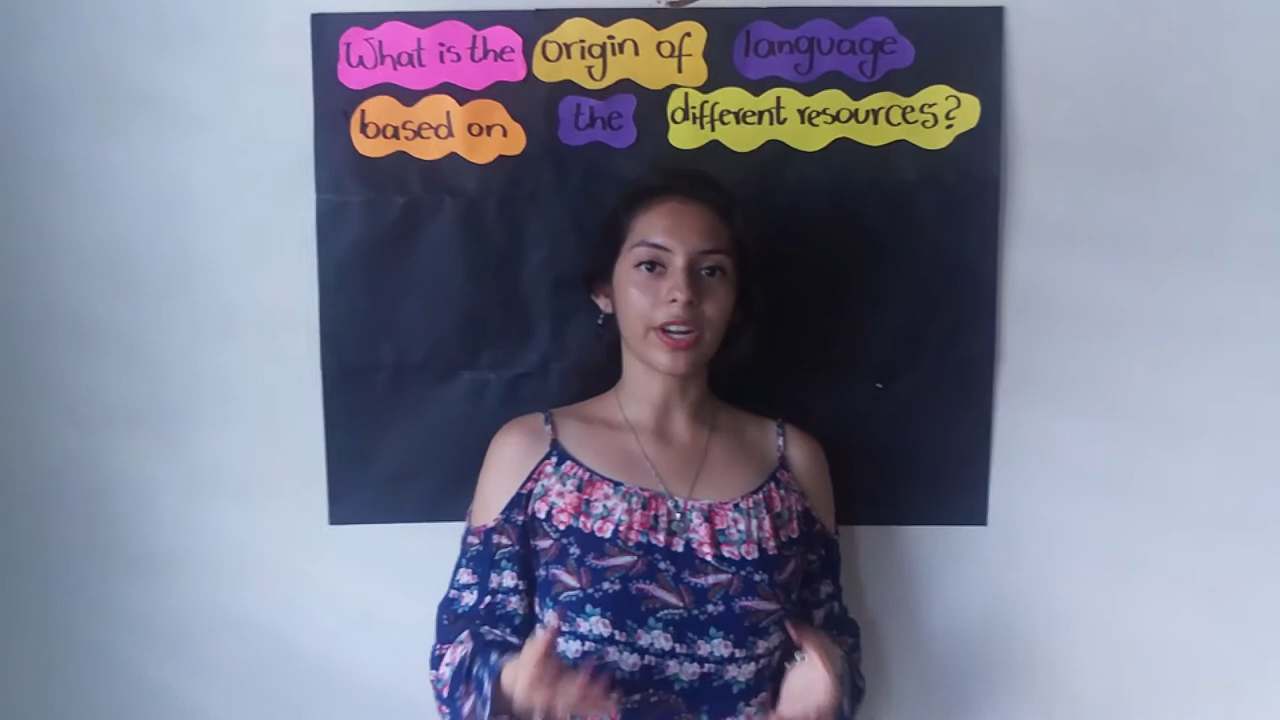 What is the origin of language
based on the different resources?